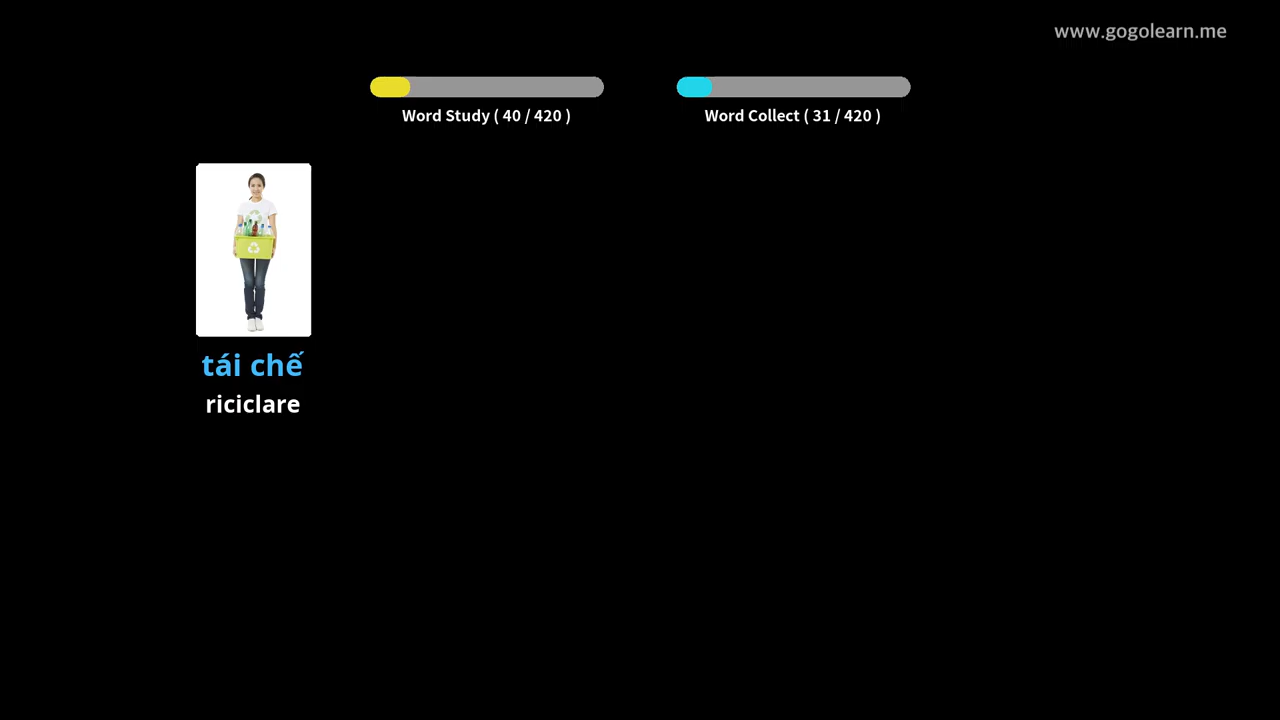 www.gogolearn.me
Word Study ( 40 / 420 )
Word Collect ( 31 / 420 )
tái chế
riciclare